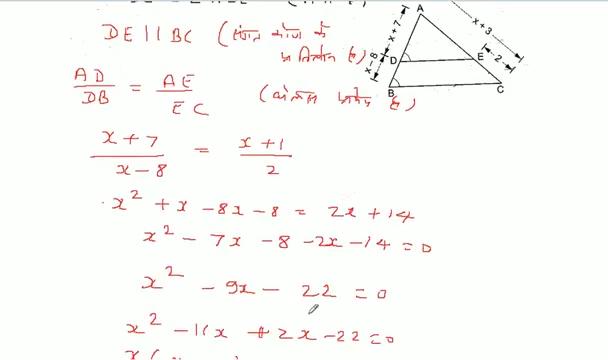 DE || BC ( संगत कोण के
A
x + 7
x + 3
x – 8
D
E
2
B
C
AD/DB = AE/EC
x + 7 / x – 8 = x + 1 / 2
x² + x – 8x – 8 = 2x + 14
x² – 7x – 8 – 2x – 14 = 0
x² – 9x – 22 = 0
x² – 11x + 2x – 22 = 0
x (